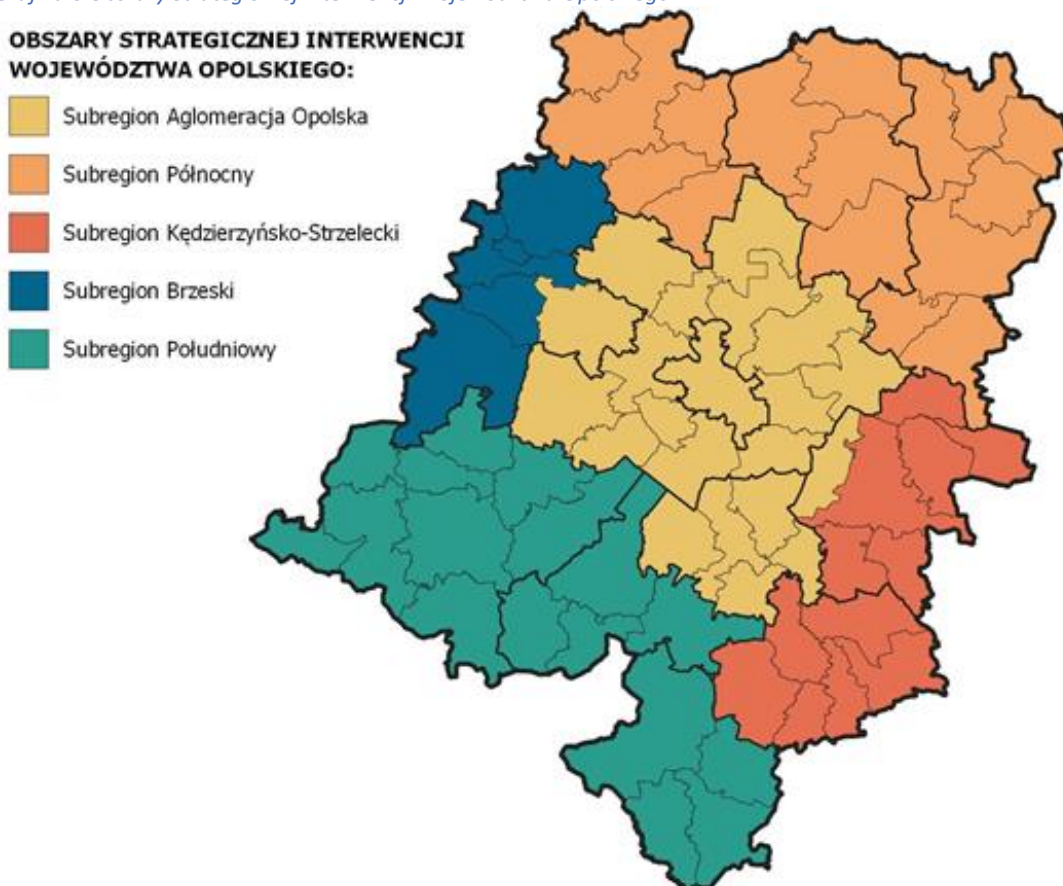 OBSZARY STRATEGICZNEJ INTERWENCJI
WOJEWÓDZTWA OPOLSKIEGO:
Subregion Aglomeracja Opolska
Subregion Północny
Subregion Kędzierzyńsko-Strzelecki
Subregion Brzeski
Subregion Południowy